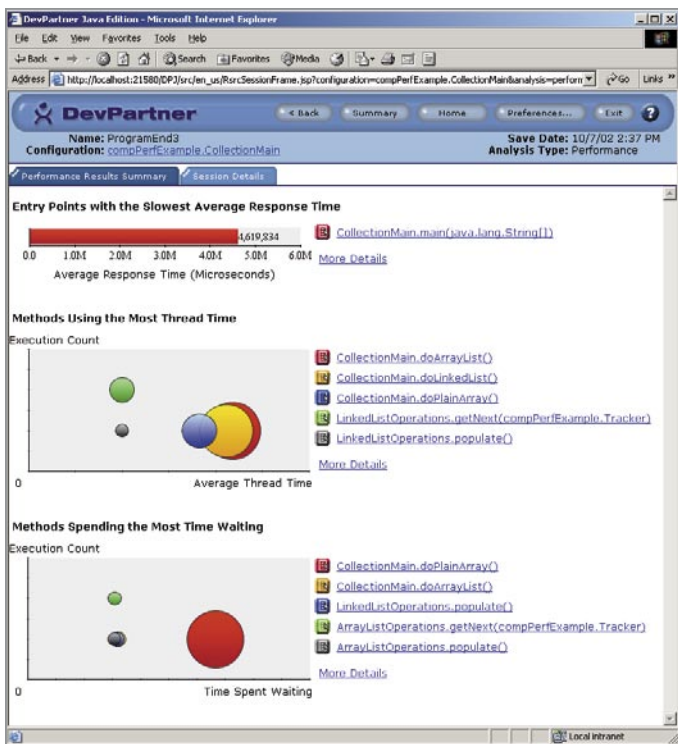 DevPartner Java Edition - Microsoft Internet Explorer
File Edit View Favorites Tools Help
Back Search Favorites Media
Address http://localhost:21580/DPJ/src/en_us/RsrcSessionFrame.jsp?configuration=compPerfExample.CollectionMain&analysis=perform Go Links »
DevPartner < Back Summary Home Preferences... Exit ?
Name: ProgramEnd3 Save Date: 10/7/02 2:37 PM
Configuration: compPerfExample.CollectionMain Analysis Type: Performance
Performance Results Summary Session Details
Entry Points with the Slowest Average Response Time
4,619,834 CollectionMain.main(java.lang.String[])
0.0 1.0M 2.0M 3.0M 4.0M 5.0M 6.0M More Details
Average Response Time (Microseconds)
Methods Using the Most Thread Time
Execution Count
CollectionMain.doArrayList()
CollectionMain.doLinkedList()
CollectionMain.doPlainArray()
LinkedListOperations.getNext(compPerfExample.Tracker)
LinkedListOperations.populate()
More Details
0 Average Thread Time
Methods Spending the Most Time Waiting
Execution Count
CollectionMain.doPlainArray()
CollectionMain.doArrayList()
LinkedListOperations.populate()
ArrayListOperations.getNext(compPerfExample.Tracker)
ArrayListOperations.populate()
More Details
0 Time Spent Waiting
Local intranet